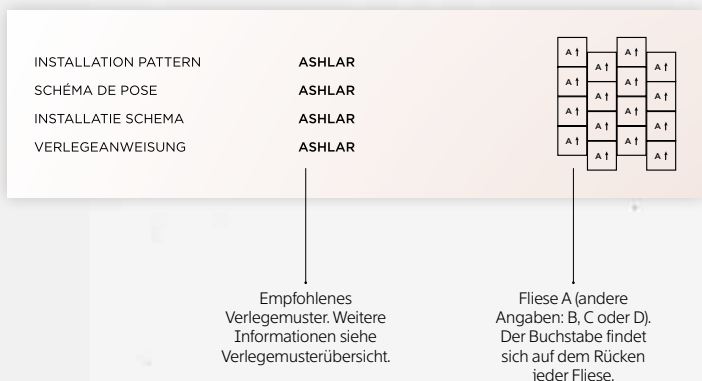 INSTALLATION PATTERN ASHLAR
SCHÉMA DE POSE ASHLAR
INSTALLATIE SCHEMA ASHLAR
VERLEGEANWEISUNG ASHLAR
A↑ A↑
A↑ A↑
A↑ A↑
A↑ A↑
A↑ A↑
A↑ A↑
A↑ A↑
A↑ A↑
Empfohlenes
Verlegemuster. Weitere
Informationen siehe
Verlegemusterübersicht.
Fliese A (andere
Angaben: B, C oder D).
Der Buchstabe findet
sich auf dem Rücken
jeder Fliese.